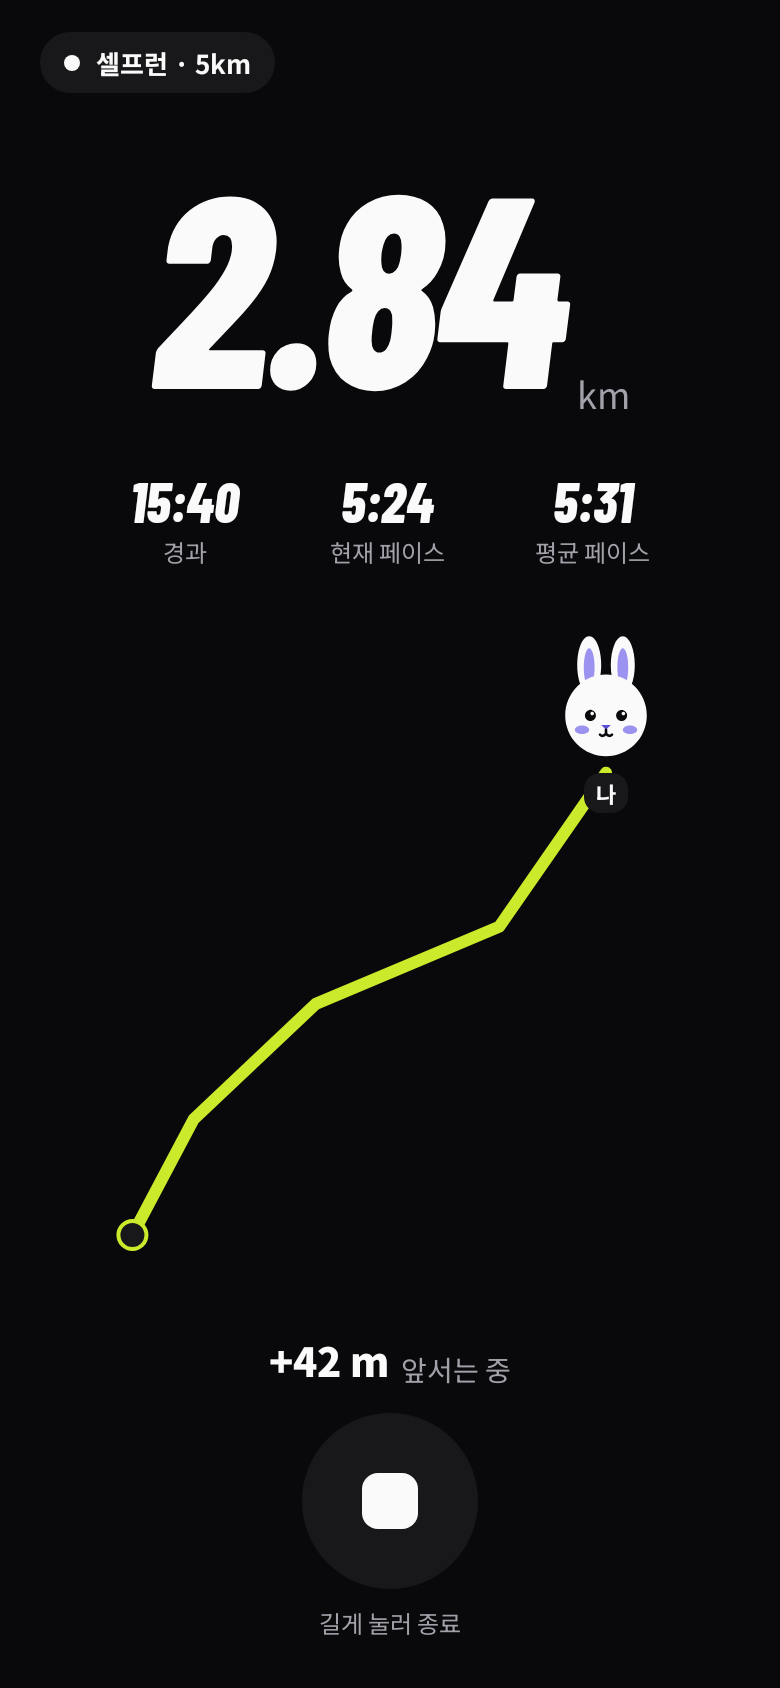 셀프런 · 5km
2.84 km
15:40 5:24 5:31
경과 현재 페이스 평균 페이스
나
+42 m 앞서는 중
길게 눌러 종료